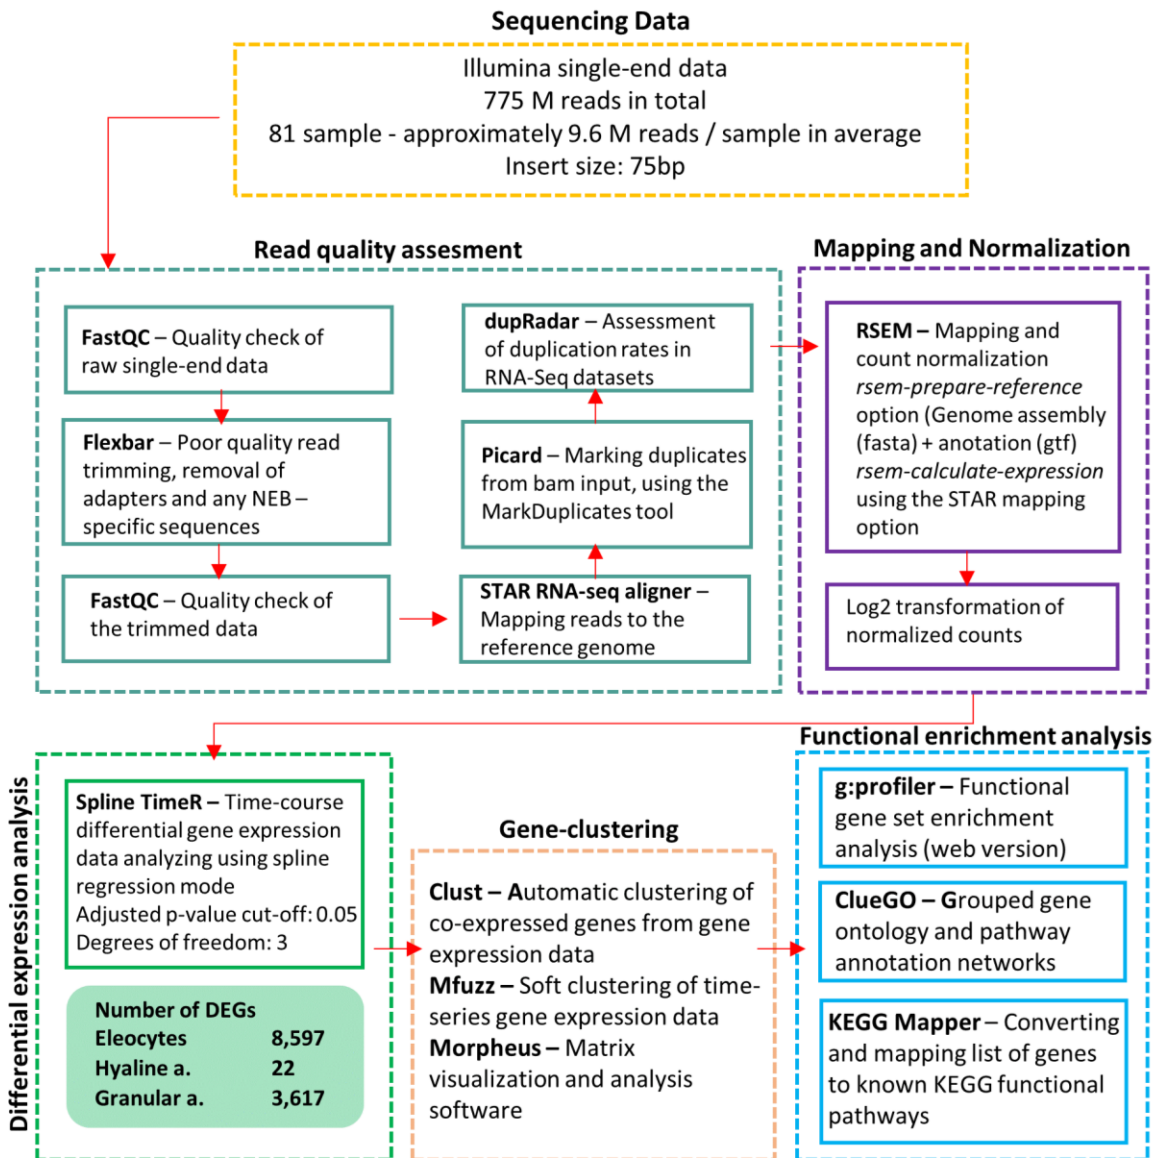 Sequencing Data
Illumina single-end data
775 M reads in total
81 sample - approximately 9.6 M reads / sample in average
Insert size: 75bp
Read quality assesment
FastQC – Quality check of
raw single-end data
Flexbar – Poor quality read
trimming, removal of
adapters and any NEB –
specific sequences
FastQC – Quality check of
the trimmed data
STAR RNA-seq aligner –
Mapping reads to the
reference genome
Picard – Marking duplicates
from bam input, using the
MarkDuplicates tool
dupRadar – Assessment
of duplication rates in
RNA-Seq datasets
Mapping and Normalization
RSEM – Mapping and
count normalization
rsem-prepare-reference
option (Genome assembly
(fasta) + anotation (gtf)
rsem-calculate-expression
using the STAR mapping
option
Log2 transformation of
normalized counts
Differential expression analysis
Spline TimeR – Time-course
differential gene expression
data analyzing using spline
regression mode
Adjusted p-value cut-off: 0.05
Degrees of freedom: 3
Number of DEGs
Eleocytes 8,597
Hyaline a. 22
Granular a. 3,617
Gene-clustering
Clust – Automatic clustering of
co-expressed genes from gene
expression data
Mfuzz – Soft clustering of time-
series gene expression data
Morpheus – Matrix
visualization and analysis
software
Functional enrichment analysis
g:profiler – Functional
gene set enrichment
analysis (web version)
ClueGO – Grouped gene
ontology and pathway
annotation networks
KEGG Mapper – Converting
and mapping list of genes
to known KEGG functional
pathways